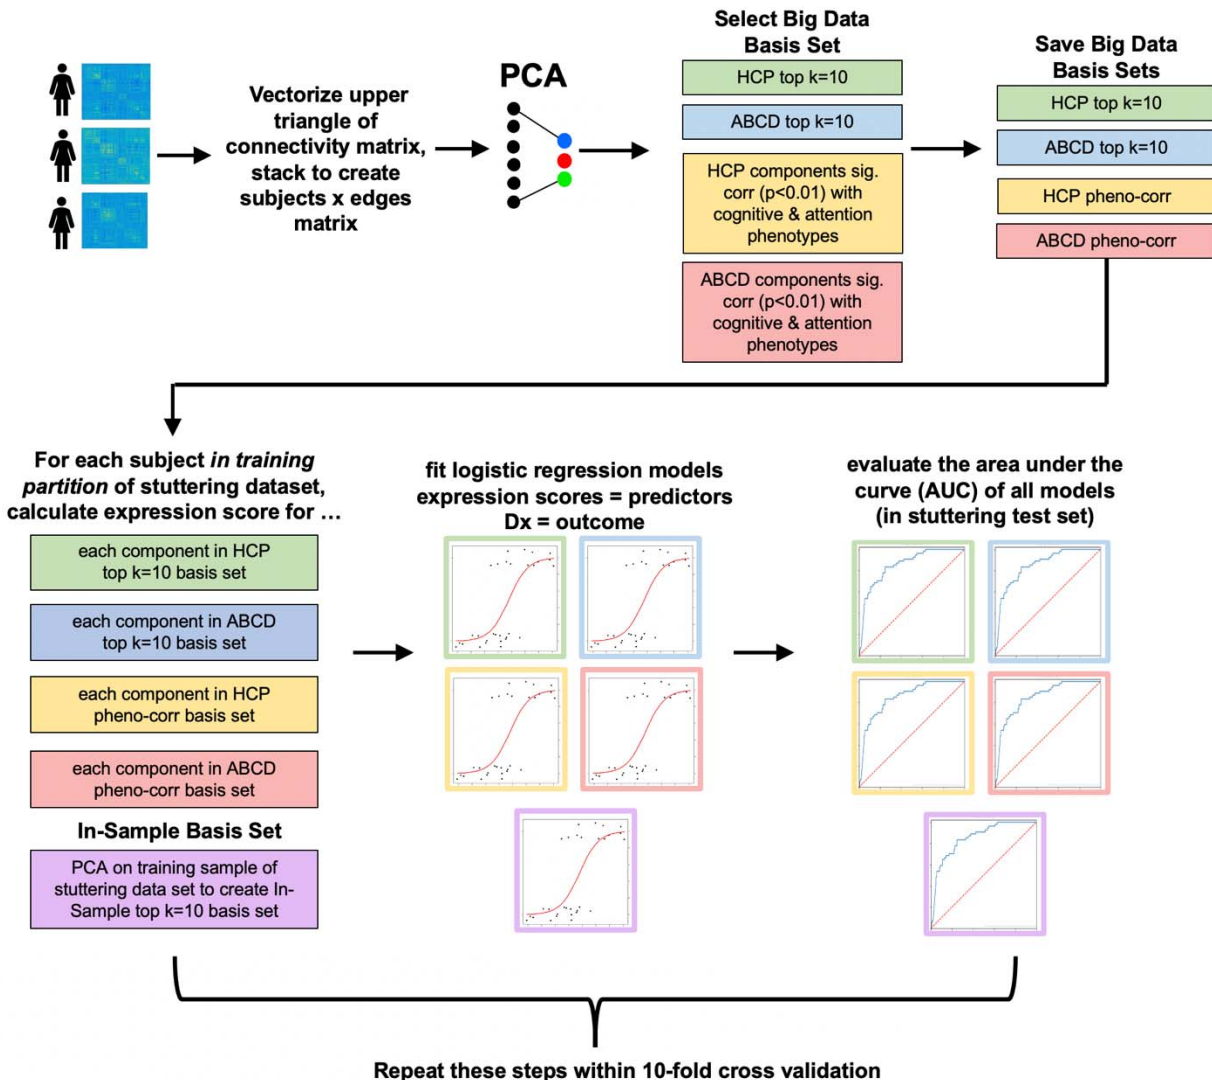 Vectorize upper
triangle of
connectivity matrix,
stack to create
subjects x edges
matrix
PCA
Select Big Data
Basis Set
HCP top k=10
ABCD top k=10
HCP components sig.
corr (p<0.01) with
cognitive & attention
phenotypes
ABCD components sig.
corr (p<0.01) with
cognitive & attention
phenotypes
Save Big Data
Basis Sets
HCP top k=10
ABCD top k=10
HCP pheno-corr
ABCD pheno-corr
For each subject in training
partition of stuttering dataset,
calculate expression score for …
each component in HCP
top k=10 basis set
each component in ABCD
top k=10 basis set
each component in HCP
pheno-corr basis set
each component in ABCD
pheno-corr basis set
In-Sample Basis Set
PCA on training sample of
stuttering data set to create In-
Sample top k=10 basis set
fit logistic regression models
expression scores = predictors
Dx = outcome
evaluate the area under the
curve (AUC) of all models
(in stuttering test set)
Repeat these steps within 10-fold cross validation